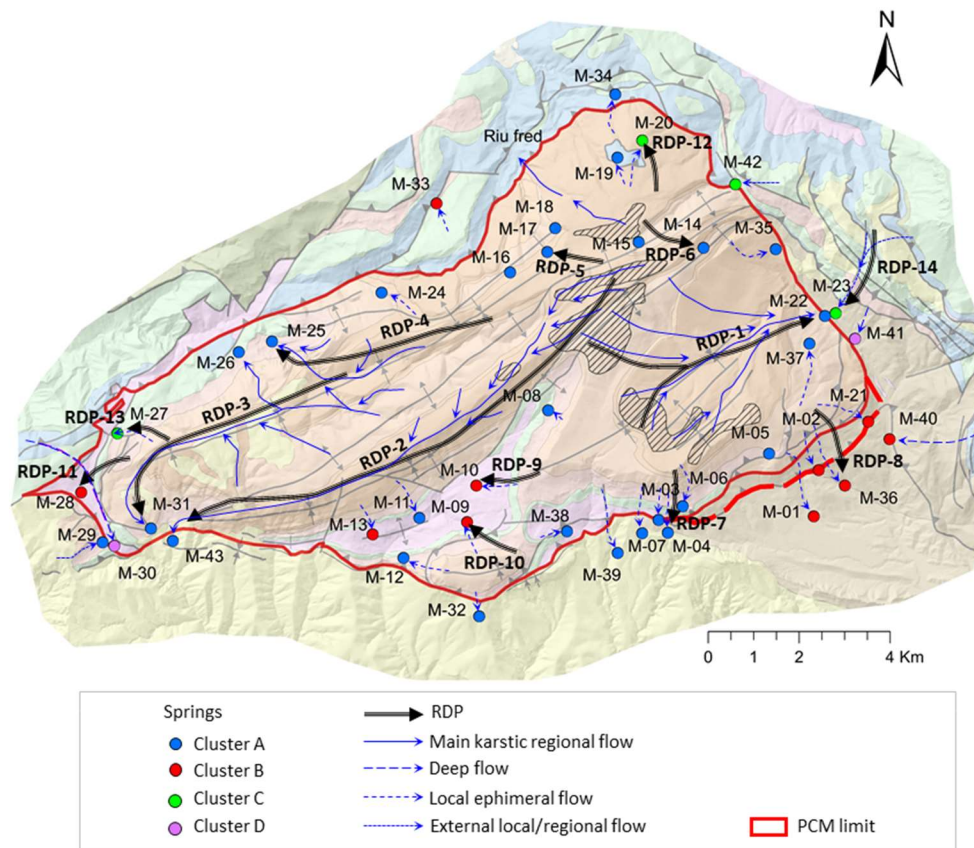 N
M-34
M-20
RDP-12
Riu fred
M-19
M-42
M-33
M-18
M-17
M-14
M-35
M-15
RDP-6
M-16
RDP-5
RDP-14
M-24
M-23
M-22
M-25
RDP-4
RDP-1
M-41
M-26
M-37
RDP-3
M-08
M-21
RDP-13
M-27
M-02
M-40
RDP-2
M-05
RDP-11
M-10
RDP-9
RDP-8
M-28
M-06
M-36
M-31
M-11
M-03
M-09
M-01
M-13
M-38
RDP-7
M-29
M-43
M-07
M-04
M-30
M-12
RDP-10
M-39
M-32
0 1 2 4 Km
Springs
RDP
Cluster A
Main karstic regional flow
Cluster B
Deep flow
Cluster C
Local ephimeral flow
Cluster D
External local/regional flow
PCM limit